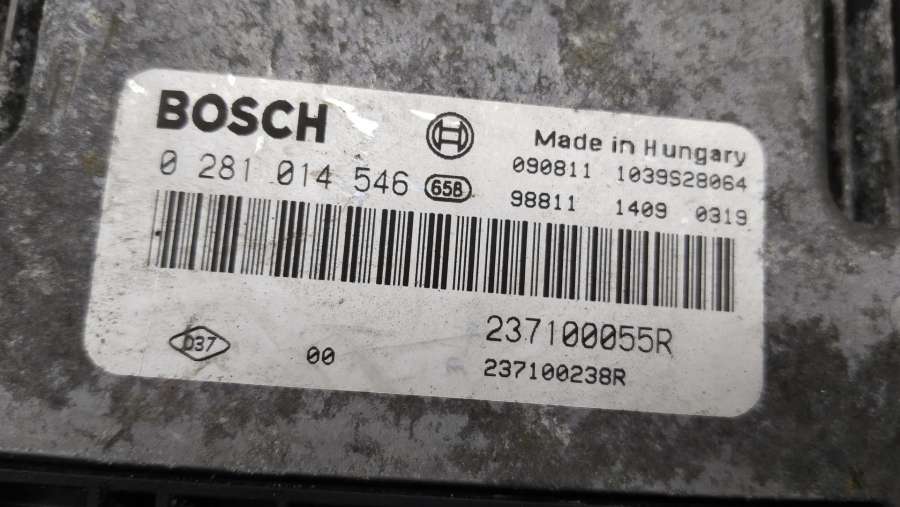 BOSCH
Made in Hungary
0 281 014 546 658
090811 1039S28064
98811 1409 0319
237100055R
D37 00
237100238R